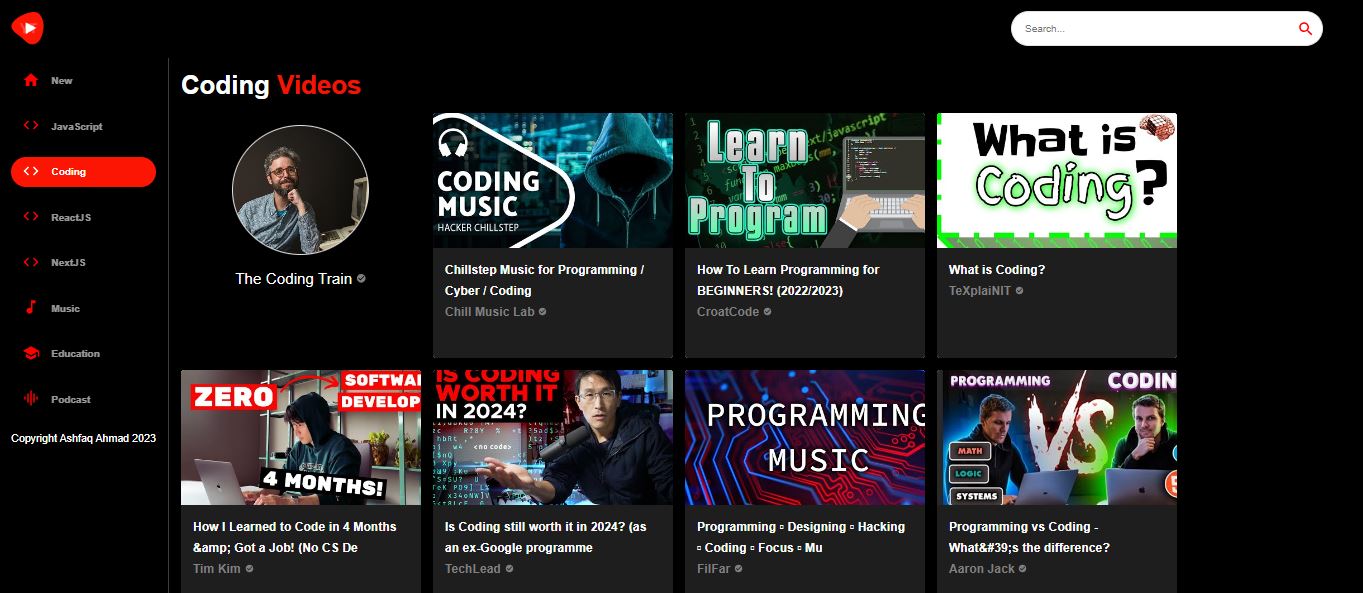 Search...
New
JavaScript
Coding
ReactJS
NextJS
Music
Education
Podcast
Copyright Ashfaq Ahmad 2023
Coding Videos
The Coding Train
CODING
MUSIC
HACKER CHILLSTEP
Chillstep Music for Programming /
Cyber / Coding
Chill Music Lab
Learn
To
Program
How To Learn Programming for
BEGINNERS! (2022/2023)
CroatCode
What is
Coding?
What is Coding?
TeXplaiNIT
ZERO
SOFTWAR
DEVELOP
4 MONTHS!
How I Learned to Code in 4 Months
&amp; Got a Job! (No CS De
Tim Kim
IS CODING
WORTH IT
IN 2024?
<no code>
Is Coding still worth it in 2024? (as
an ex-Google programme
TechLead
PROGRAMMING
MUSIC
Programming ▫ Designing ▫ Hacking
▫ Coding ▫ Focus ▫ Mu
FilFar
PROGRAMMING
CODIN
VS
MATH
LOGIC
SYSTEMS
Programming vs Coding -
What&#39;s the difference?
Aaron Jack